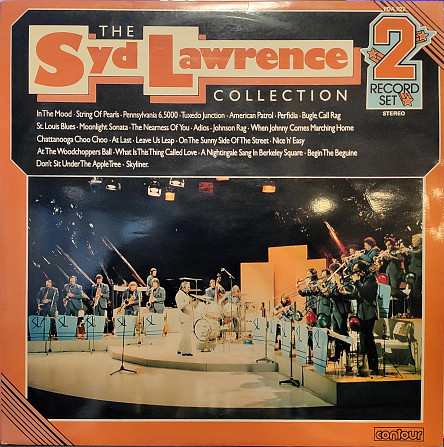 THE
Syd Lawrence
COLLECTION
2
RECORD
SET
STEREO
In The Mood · String Of Pearls · Pennsylvania 6.5000 · Tuxedo Junction · American Patrol · Perfidia · Bugle Call Rag
St. Louis Blues · Moonlight Sonata · The Nearness Of You · Adios · Johnson Rag · When Johnny Comes Marching Home
Chattanooga Choo Choo · At Last · Leave Us Leap · On The Sunny Side Of The Street · Nice 'n' Easy
At The Woodchoppers Ball · What Is This Thing Called Love · A Nightingale Sang In Berkeley Square · Begin The Beguine
Don't Sit Under The Apple Tree · Skyliner.
SL
SL
SL
contour